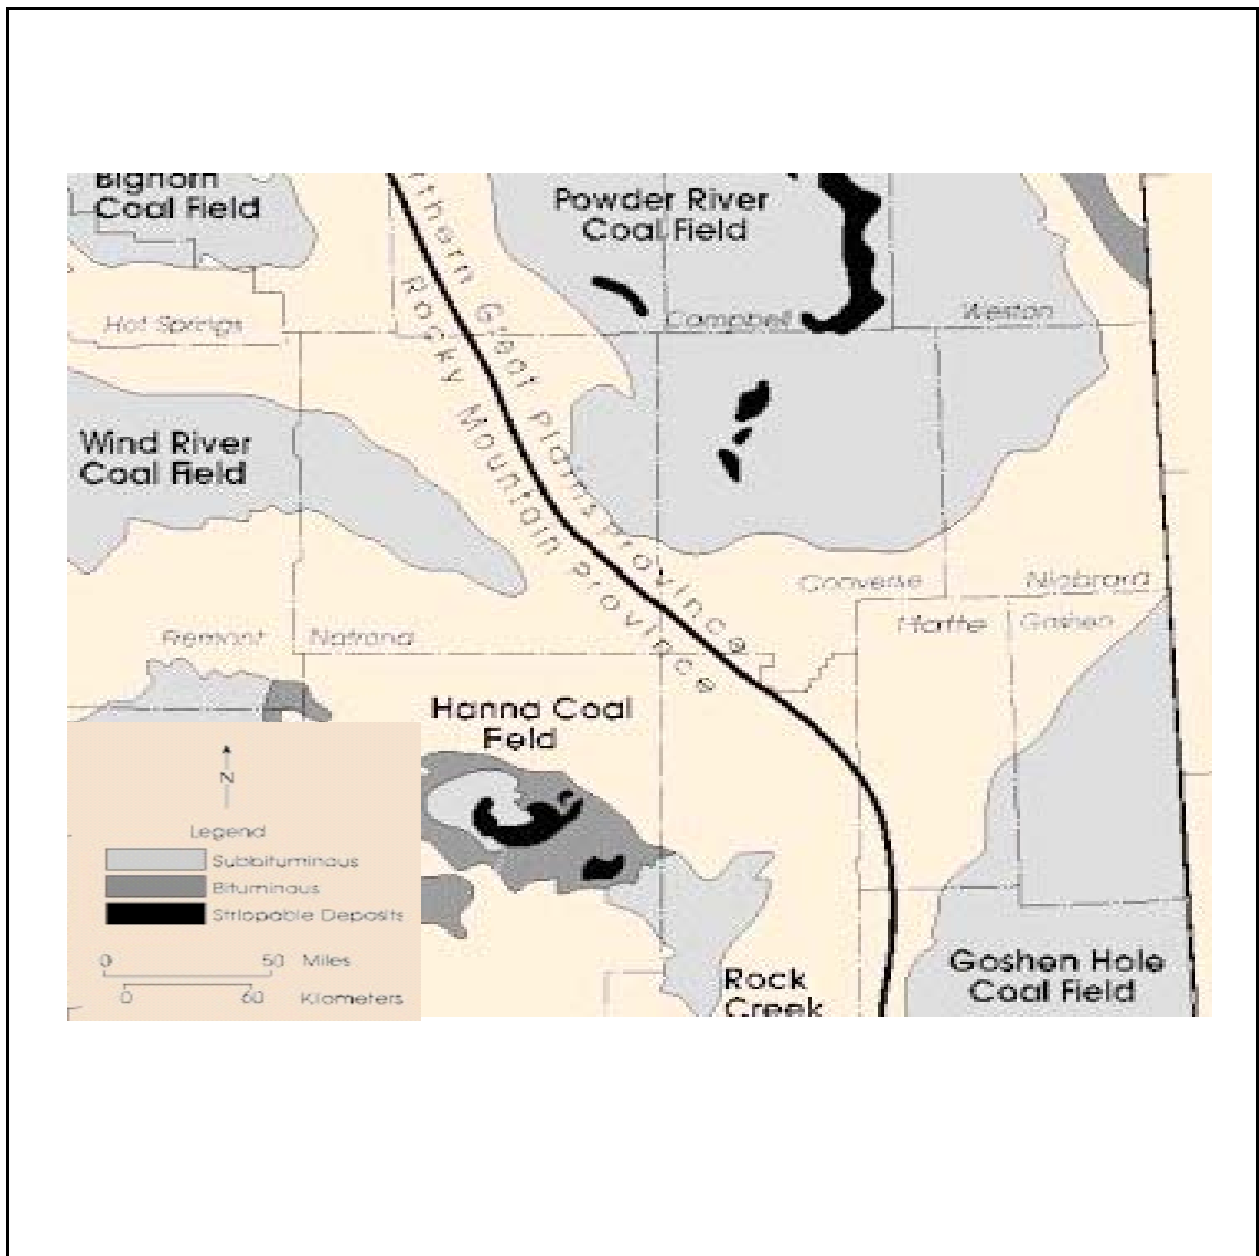 Bighorn
Coal Field
Powder River
Coal Field
thern Great Plains Province
Rocky Mountain Province
Hot Springs
Campbell
Weston
Wind River
Coal Field
Converse
Niobrara
Fremont
Natrona
Platte
Goshen
Hanna Coal
Feld
N
Legend
Subbituminous
Bituminous
Strippable Deposits
0 50 Miles
0 60 Kilometers
Rock
Creek
Goshen Hole
Coal Field